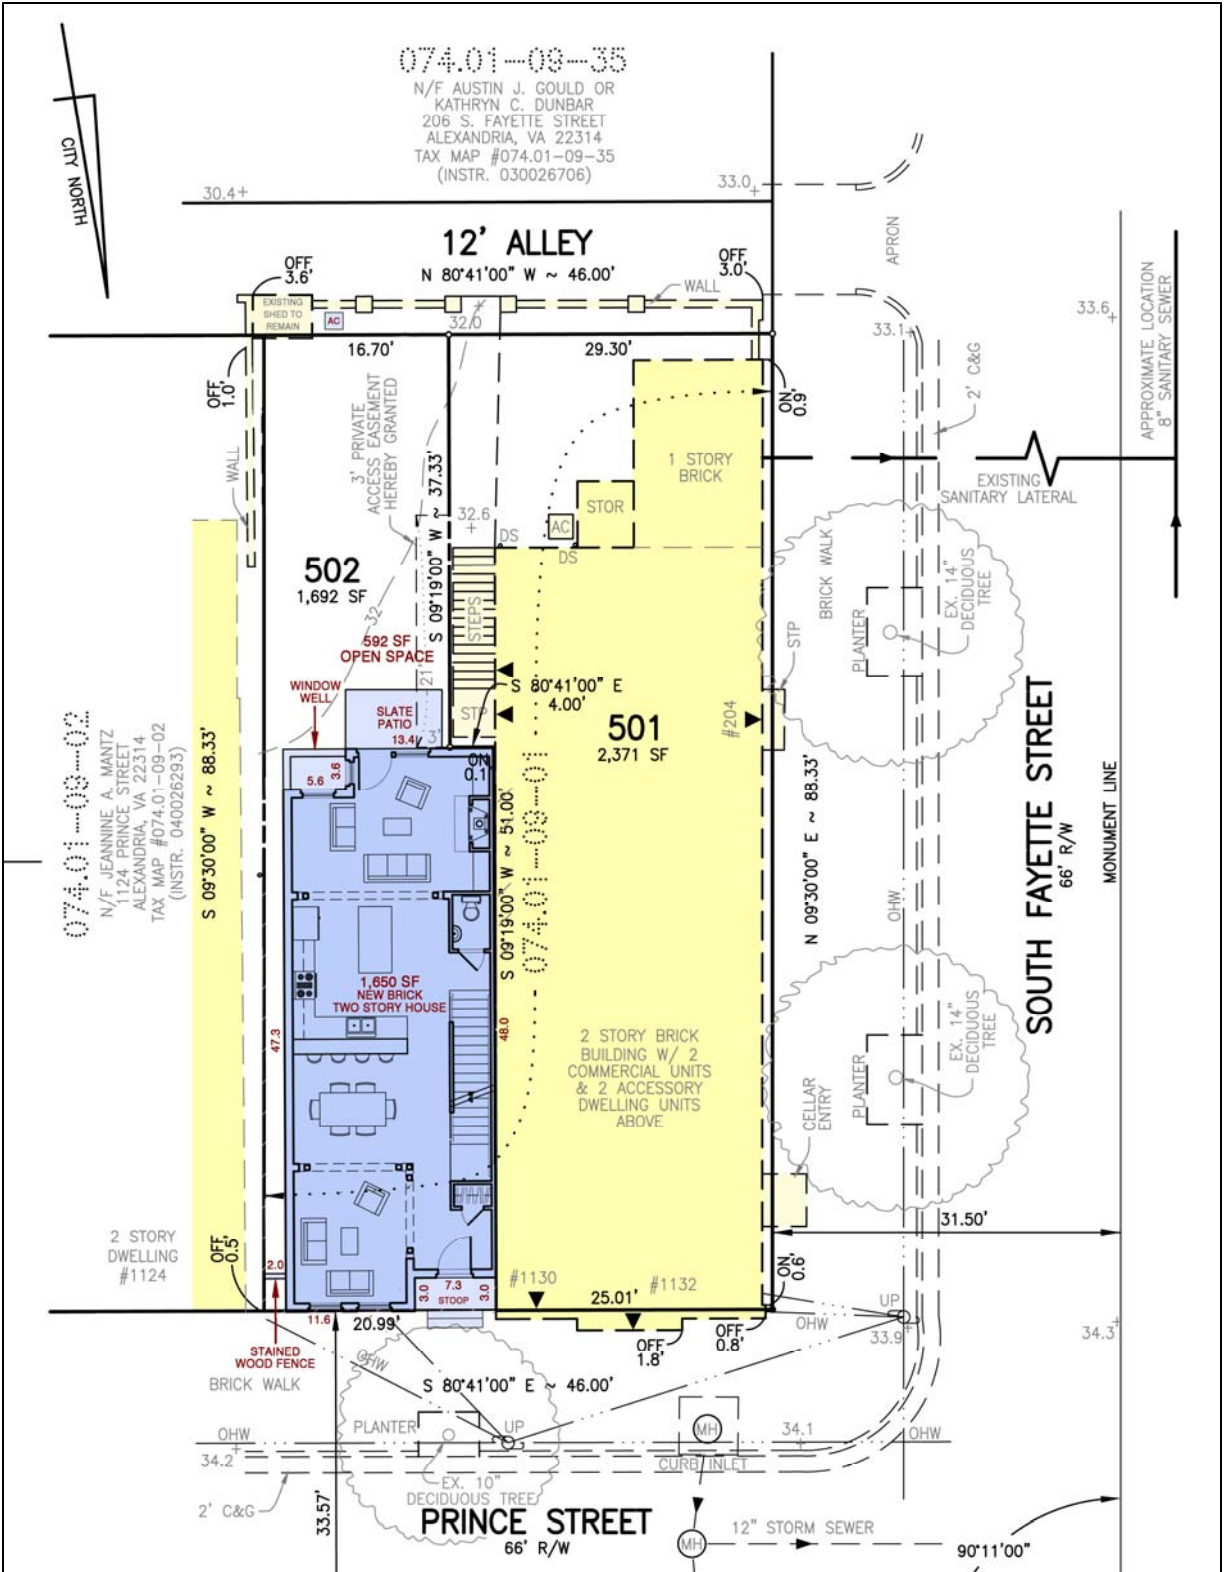 074.01-09-35
N/F AUSTIN J. GOULD OR
KATHRYN C. DUNBAR
206 S. FAYETTE STREET
ALEXANDRIA, VA 22314
TAX MAP #074.01-09-35
(INSTR. 030026706)
CITY NORTH
30.4+
33.0+
12' ALLEY
N 80°41'00" W ~ 46.00'
OFF
3.6'
OFF
3.0'
WALL
APRON
EXISTING
SHED TO
REMAIN
AC
32.0
16.70'
29.30'
33.1
33.6
APPROXIMATE LOCATION
8" SANITARY SEWER
2' C&G
OFF
1.0'
ON
0.9'
WALL
3' PRIVATE
ACCESS EASEMENT
HEREBY GRANTED
S 09°19'00" W ~ 37.33'
1 STORY
BRICK
EXISTING
SANITARY LATERAL
STOR
AC
32.6
DS
DS
502
1,692 SF
32
592 SF
OPEN SPACE
STEPS
21'
BRICK WALK
EX. 14"
DECIDUOUS
TREE
PLANTER
STP
WINDOW
WELL
SLATE
PATIO
13.4
3'
STP
S 80°41'00" E
4.00'
501
2,371 SF
#204
074.01-09-02
N/F JEANNINE A. MANTZ
1124 PRINCE STREET
ALEXANDRIA, VA 22314
TAX MAP #074.01-09-02
(INSTR. 040026293)
S 09°30'00" W ~ 88.33'
5.6
3.6
ON
0.1'
S 09°19'00" W ~ 51.00'
074.01-09-01
N 09°30'00" E ~ 88.33'
SOUTH FAYETTE STREET
66' R/W
MONUMENT LINE
OHW
1,650 SF
NEW BRICK
TWO STORY HOUSE
47.3
48.0
2 STORY BRICK
BUILDING W/ 2
COMMERCIAL UNITS
& 2 ACCESSORY
DWELLING UNITS
ABOVE
EX. 14"
DECIDUOUS
TREE
PLANTER
CELLAR
ENTRY
31.50'
2 STORY
DWELLING
#1124
OFF
0.5'
2.0
3.0
7.3
3.0
STOOP
#1130
#1132
25.01'
ON
0.6'
UP
11.6
20.99'
OFF
1.8'
OFF
0.8'
OHW
33.9
34.3
STAINED
WOOD FENCE
BRICK WALK
OHW
S 80°41'00" E ~ 46.00'
OHW
34.2
PLANTER
UP
MH
34.1
OHW
CURB INLET
EX. 10"
DECIDUOUS TREE
2' C&G
33.57'
PRINCE STREET
66' R/W
MH
12" STORM SEWER
90°11'00"